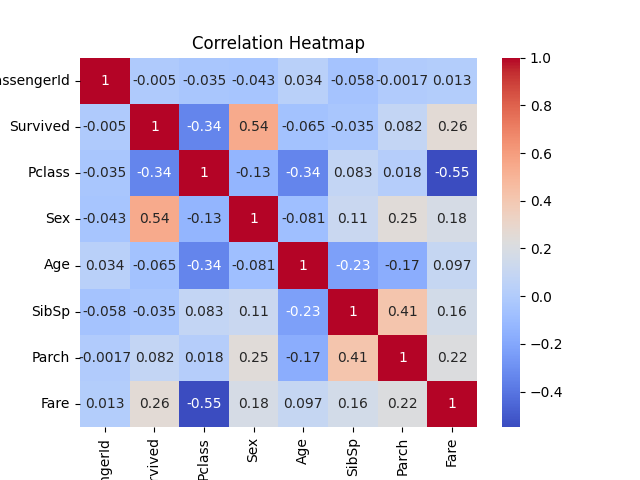 Correlation Heatmap
assengerId 1 -0.005 -0.035 -0.043 0.034 -0.058 -0.0017 0.013
Survived -0.005 1 -0.34 0.54 -0.065 -0.035 0.082 0.26
Pclass -0.035 -0.34 1 -0.13 -0.34 0.083 0.018 -0.55
Sex -0.043 0.54 -0.13 1 -0.081 0.11 0.25 0.18
Age 0.034 -0.065 -0.34 -0.081 1 -0.23 -0.17 0.097
SibSp -0.058 -0.035 0.083 0.11 -0.23 1 0.41 0.16
Parch -0.0017 0.082 0.018 0.25 -0.17 0.41 1 0.22
Fare 0.013 0.26 -0.55 0.18 0.097 0.16 0.22 1
ngerId rvived Pclass Sex Age SibSp Parch Fare
1.0
0.8
0.6
0.4
0.2
0.0
−0.2
−0.4